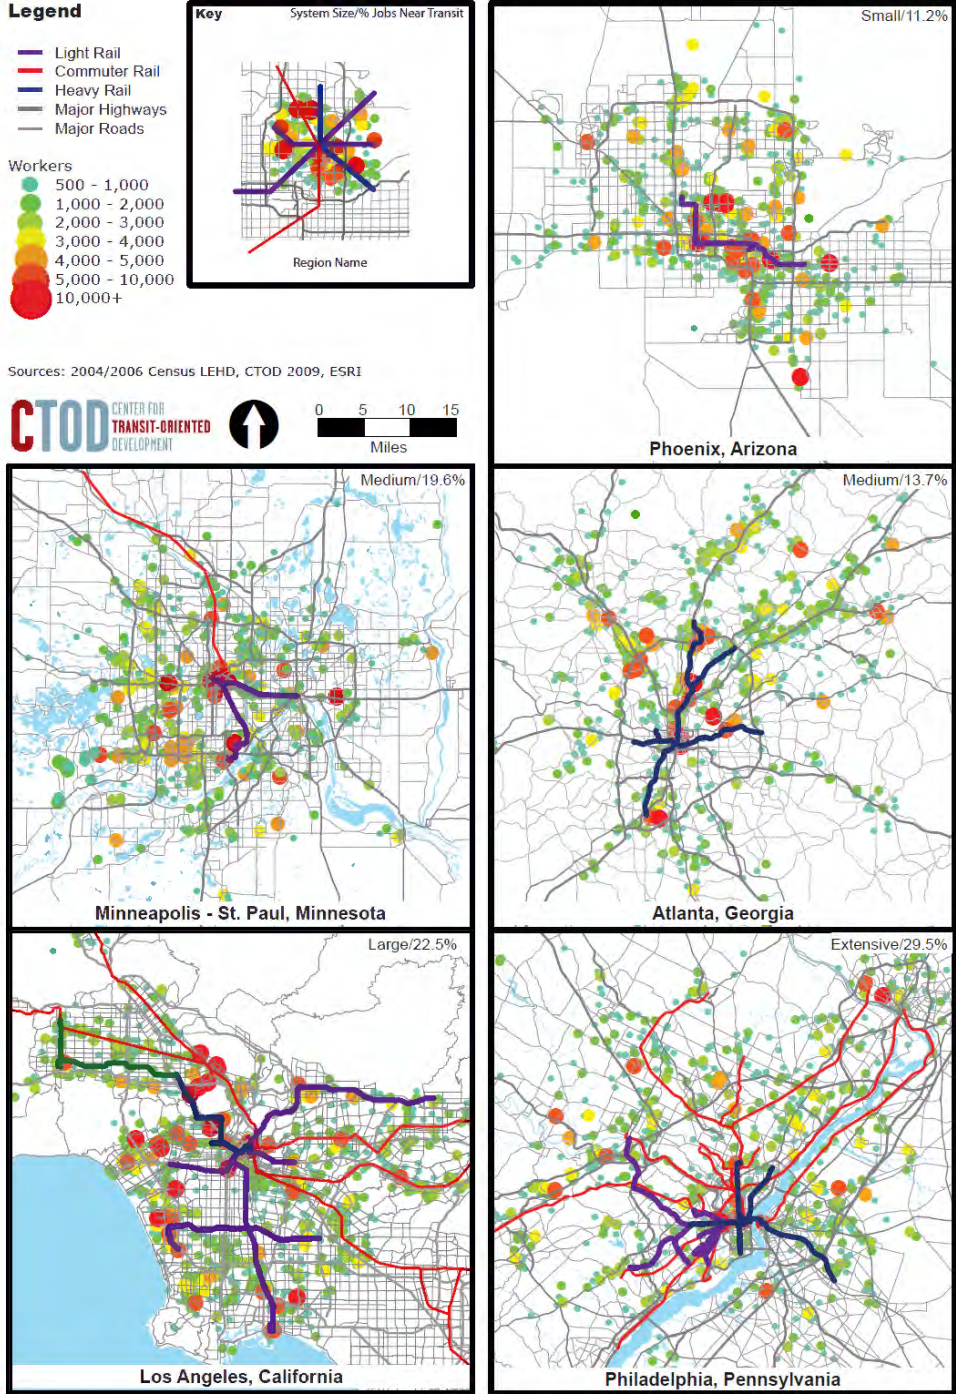 Legend
Light Rail
Commuter Rail
Heavy Rail
Major Highways
Major Roads
Workers
500 - 1,000
1,000 - 2,000
2,000 - 3,000
3,000 - 4,000
4,000 - 5,000
5,000 - 10,000
10,000+
Key
System Size/% Jobs Near Transit
Region Name
Sources: 2004/2006 Census LEHD, CTOD 2009, ESRI
CTOD
CENTER FOR
TRANSIT-ORIENTED
DEVELOPMENT
0 5 10 15
Miles
Small/11.2%
Phoenix, Arizona
Medium/19.6%
Minneapolis - St. Paul, Minnesota
Medium/13.7%
Atlanta, Georgia
Large/22.5%
Los Angeles, California
Extensive/29.5%
Philadelphia, Pennsylvania